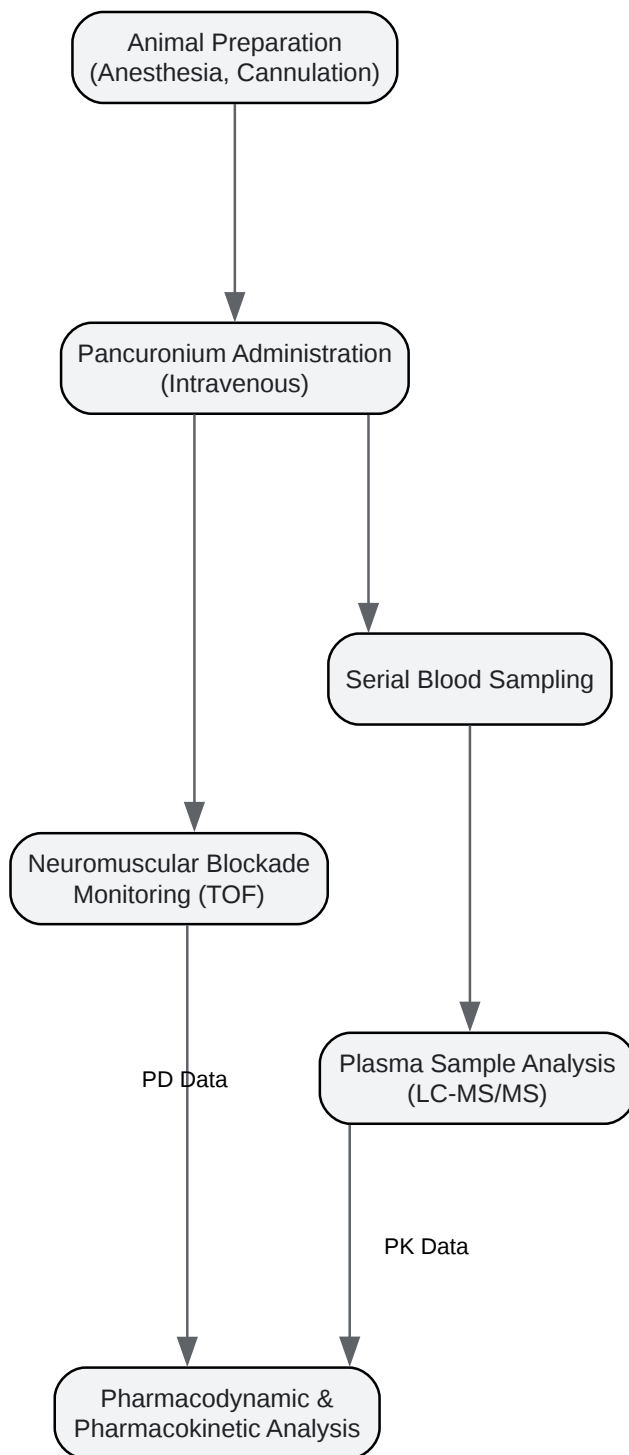 Animal Preparation
(Anesthesia, Cannulation)
Pancuronium Administration
(Intravenous)
Serial Blood Sampling
Neuromuscular Blockade
Monitoring (TOF)
Plasma Sample Analysis
(LC-MS/MS)
PD Data
PK Data
Pharmacodynamic &
Pharmacokinetic Analysis